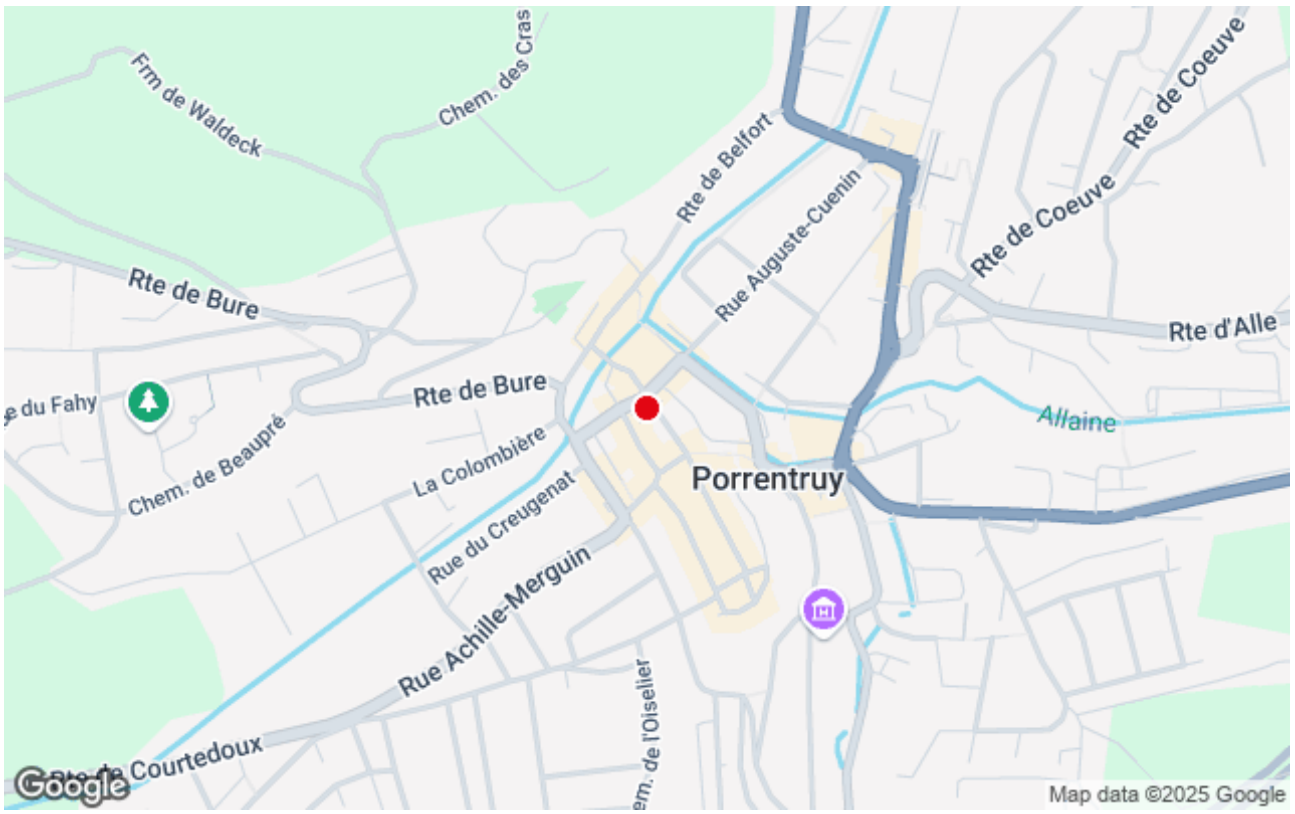 Frm de Waldeck
Chem. des Cras
Rte de Belfort
Rte de Coeuve
Rte de Coeuve
Rue Auguste-Cuenin
Rte de Bure
Rte d'Alle
Rte de Bure
du Fahy
Allaine
Chem. de Beaupré
La Colombière
Porrentruy
Rue du Creugenat
Rue Achille-Merguin
de l'Oiselier
Rte de Courtedoux
Google
Map data ©2025 Google